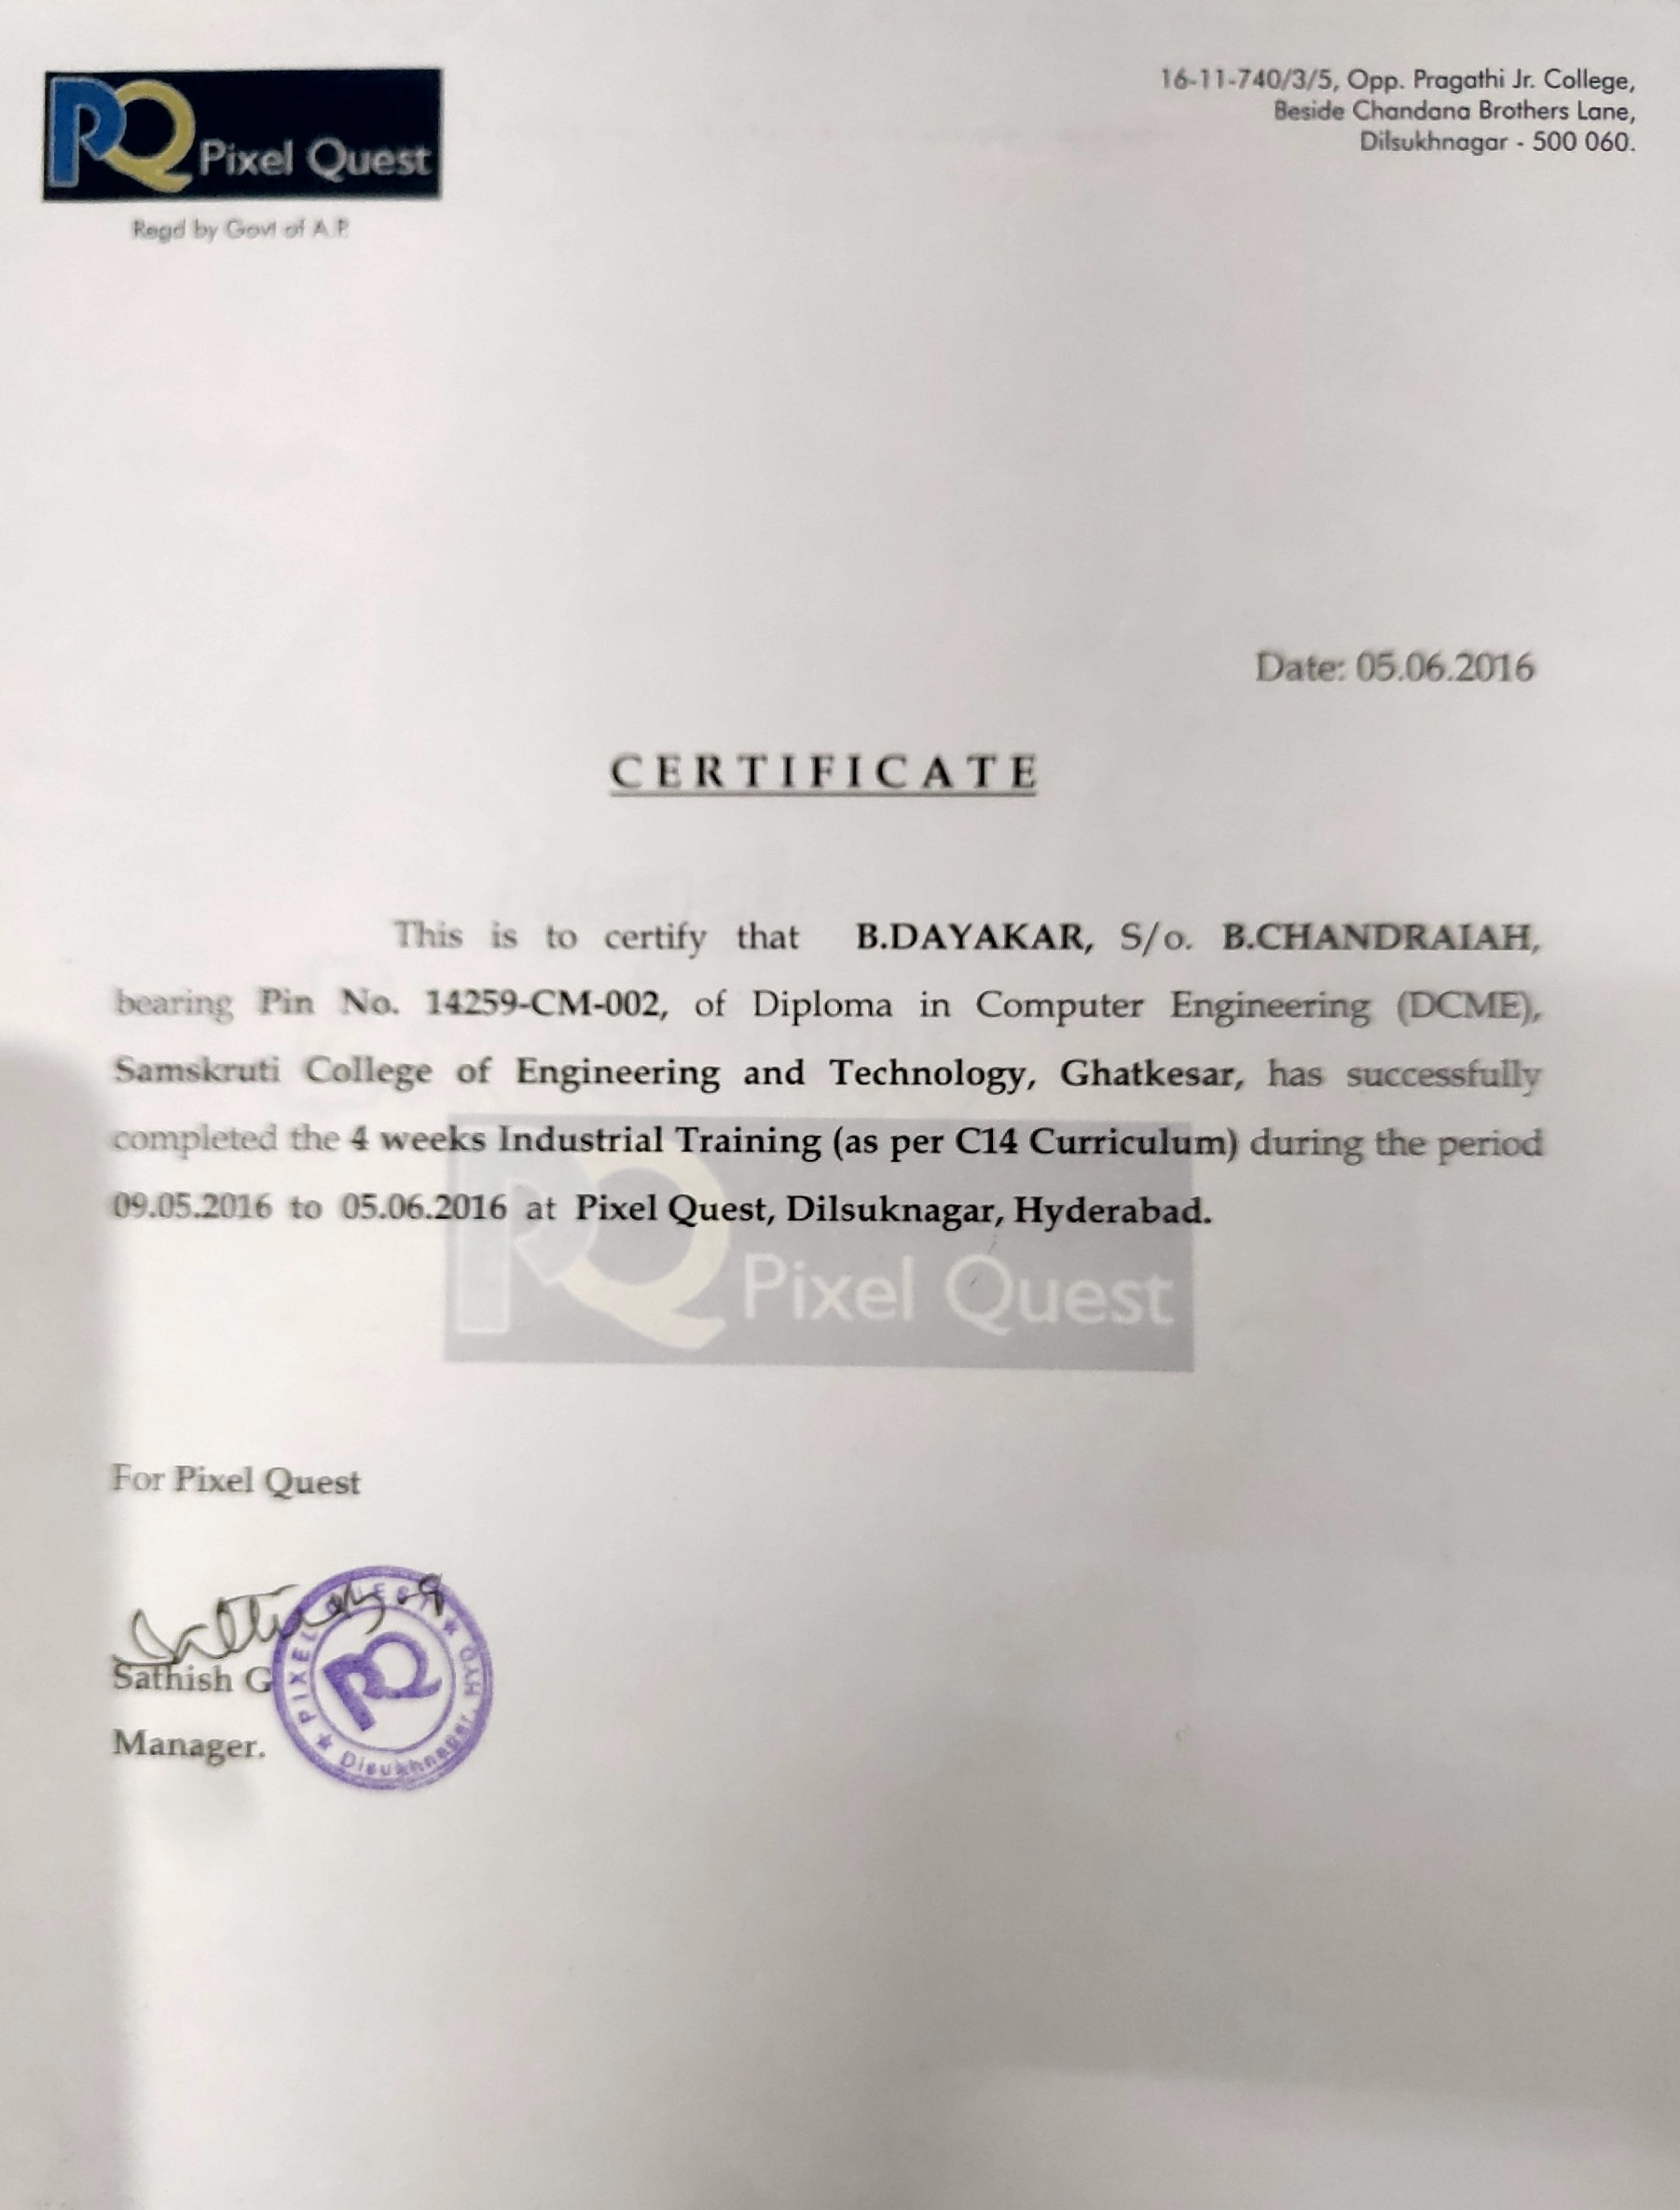 PQ Pixel Quest
Regd by Govt of A.P.
16-11-740/3/5, Opp. Pragathi Jr. College,
Beside Chandana Brothers Lane,
Dilsukhnagar - 500 060.
Date: 05.06.2016
CERTIFICATE
This is to certify that B.DAYAKAR, S/o. B.CHANDRAIAH,
bearing Pin No. 14259-CM-002, of Diploma in Computer Engineering (DCME),
Samskruti College of Engineering and Technology, Ghatkesar, has successfully
completed the 4 weeks Industrial Training (as per C14 Curriculum) during the period
09.05.2016 to 05.06.2016 at Pixel Quest, Dilsuknagar, Hyderabad.
PQ Pixel Quest
For Pixel Quest
Sathish G
Manager.
PIXEL QUEST
PQ
Disukhnagar, HYD